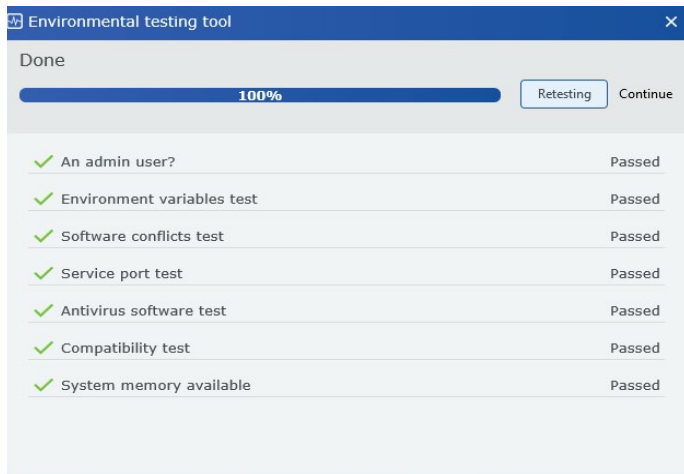 Environmental testing tool
Done
100% Retesting Continue
An admin user? Passed
Environment variables test Passed
Software conflicts test Passed
Service port test Passed
Antivirus software test Passed
Compatibility test Passed
System memory available Passed